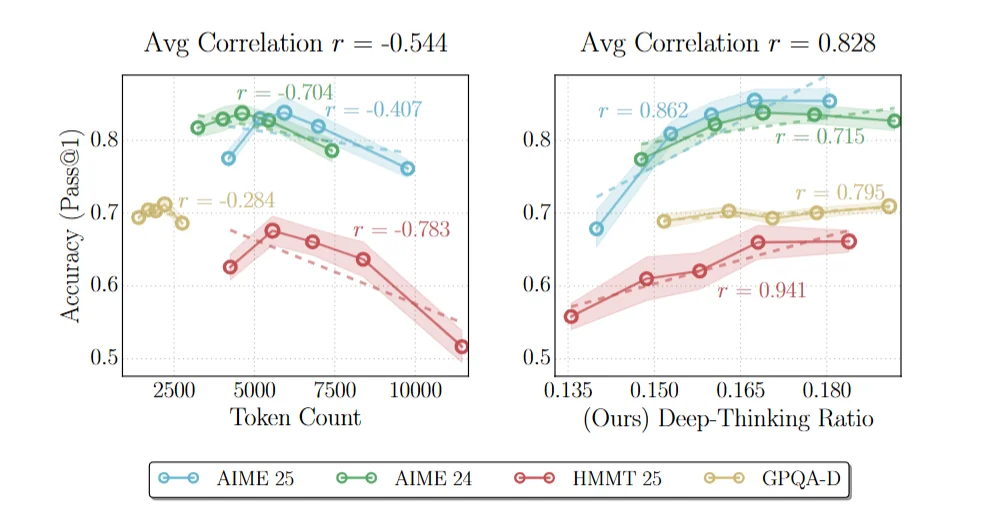 Avg Correlation r = -0.544
r = -0.704
r = -0.407
r = -0.284
r = -0.783
0.8
0.7
0.6
0.5
Accuracy (Pass@1)
2500 5000 7500 10000
Token Count
Avg Correlation r = 0.828
r = 0.862
r = 0.715
r = 0.795
r = 0.941
0.8
0.7
0.6
0.5
0.135 0.150 0.165 0.180
(Ours) Deep-Thinking Ratio
AIME 25 AIME 24 HMMT 25 GPQA-D